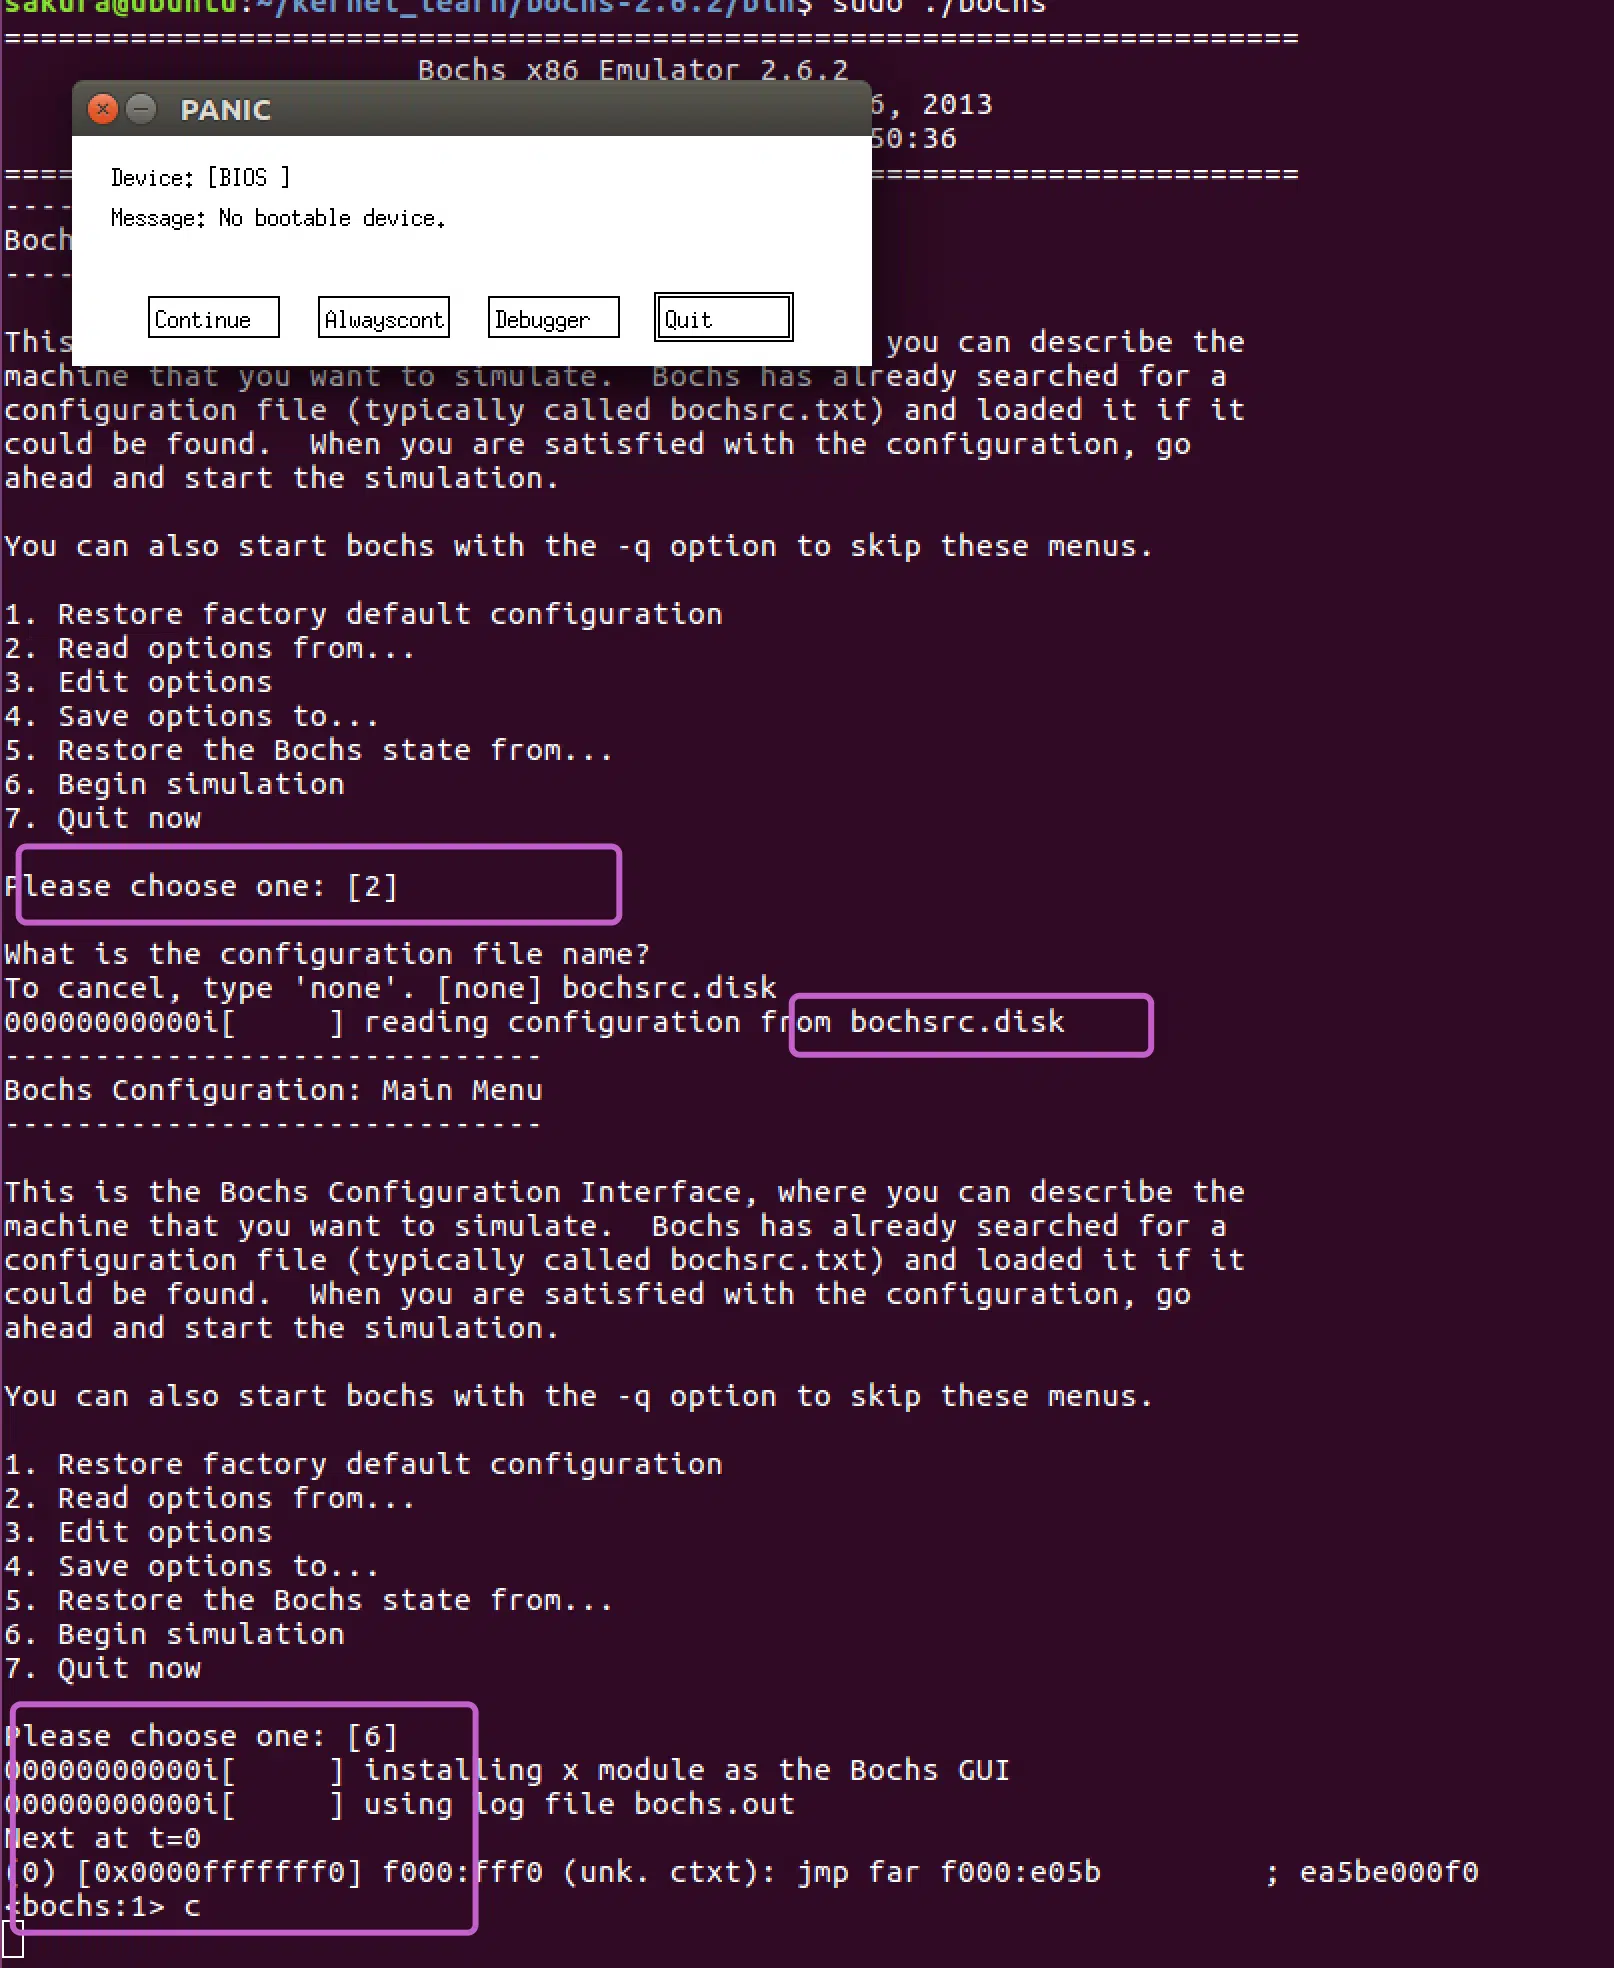 sakura@ubuntu:~/kernel_learn/bochs-2.6.2/bin$ sudo ./bochs
========================================================================
Bochs x86 Emulator 2.6.2
6, 2013
50:36
PANIC
Device: [BIOS ]
Message: No bootable device.
Continue
Alwayscont
Debugger
Quit
====
========================
----
Boch
----
This
you can describe the
machine that you want to simulate.  Bochs has already searched for a
configuration file (typically called bochsrc.txt) and loaded it if it
could be found.  When you are satisfied with the configuration, go
ahead and start the simulation.
You can also start bochs with the -q option to skip these menus.
1. Restore factory default configuration
2. Read options from...
3. Edit options
4. Save options to...
5. Restore the Bochs state from...
6. Begin simulation
7. Quit now
Please choose one: [2]
What is the configuration file name?
To cancel, type 'none'. [none] bochsrc.disk
00000000000i[     ] reading configuration from bochsrc.disk
------------------------------
Bochs Configuration: Main Menu
------------------------------
This is the Bochs Configuration Interface, where you can describe the
machine that you want to simulate.  Bochs has already searched for a
configuration file (typically called bochsrc.txt) and loaded it if it
could be found.  When you are satisfied with the configuration, go
ahead and start the simulation.
You can also start bochs with the -q option to skip these menus.
1. Restore factory default configuration
2. Read options from...
3. Edit options
4. Save options to...
5. Restore the Bochs state from...
6. Begin simulation
7. Quit now
Please choose one: [6]
00000000000i[     ] installing x module as the Bochs GUI
00000000000i[     ] using log file bochs.out
Next at t=0
(0) [0x0000fffffff0] f000:fff0 (unk. ctxt): jmp far f000:e05b         ; ea5be000f0
<bochs:1> c